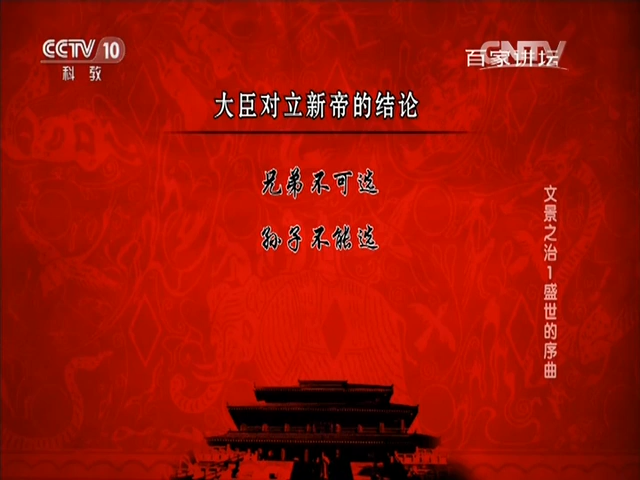 CCTV 10
科教
CNTV
百家讲坛
大臣对立新帝的结论
兄弟不可选
孙子不能选
文景之治1盛世的序曲